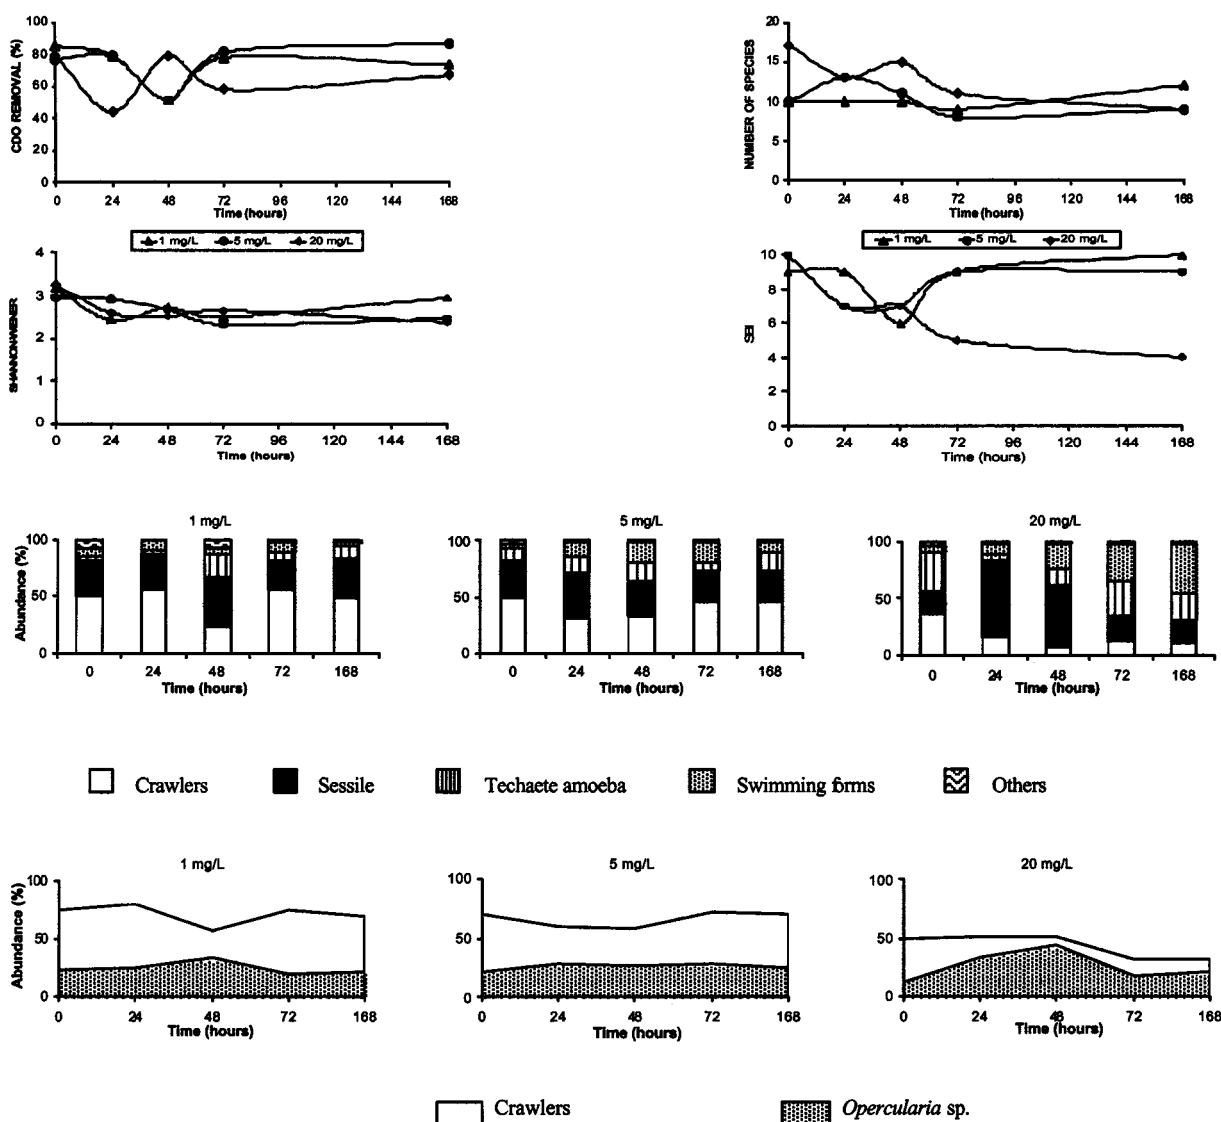 100
80
60
40
20
0
CDO REMOVAL (%)
0 24 48 72 96 120 144 168
Time (hours)
20
15
10
5
0
NUMBER OF SPECIES
0 24 48 72 96 120 144 168
Time (hours)
1 mg/L 5 mg/L 20 mg/L
4
3
2
1
0
SHANNON-WIENER
0 24 48 72 96 120 144 168
Time (hours)
1 mg/L 5 mg/L 20 mg/L
10
8
6
4
2
0
SEI
0 24 48 72 96 120 144 168
Time (hours)
1 mg/L
100
50
0
Abundance (%)
0 24 48 72 168
Time (hours)
5 mg/L
100
50
0
0 24 48 72 168
Time (hours)
20 mg/L
100
50
0
0 24 48 72 168
Time (hours)
Crawlers Sessile Techaete amoeba Swimming forms Others
1 mg/L
100
50
0
Abundance (%)
0 24 48 72 168
Time (hours)
5 mg/L
100
50
0
0 24 48 72 168
Time (hours)
20 mg/L
100
50
0
0 24 48 72 168
Time (hours)
Crawlers Opercularia sp.